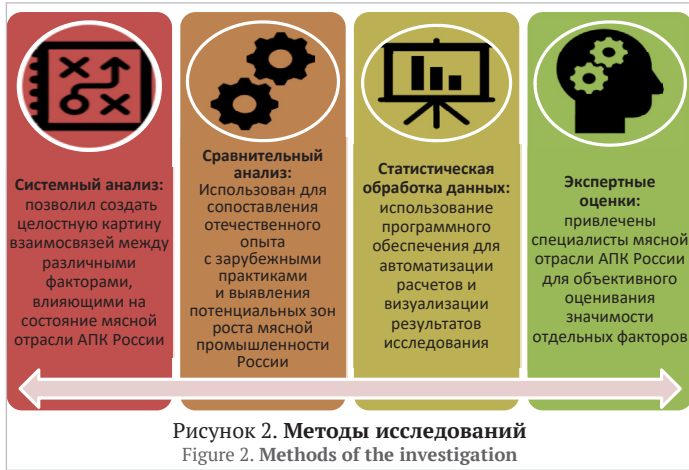 Системный анализ:
позволил создать
целостную картину
взаимосвязей между
различными
факторами,
влияющими на
состояние мясной
отрасли АПК России
Сравнительный
анализ:
Использован для
сопоставления
отечественного
опыта
с зарубежными
практиками
и выявления
потенциальных зон
роста мясной
промышленности
России
Статистическая
обработка данных:
использование
программного
обеспечения для
автоматизации
расчетов и
визуализации
результатов
исследования
Экспертные
оценки:
привлечены
специалисты мясной
отрасли АПК России
для объективного
оценивания
значимости
отдельных факторов
Рисунок 2. Методы исследований
Figure 2. Methods of the investigation